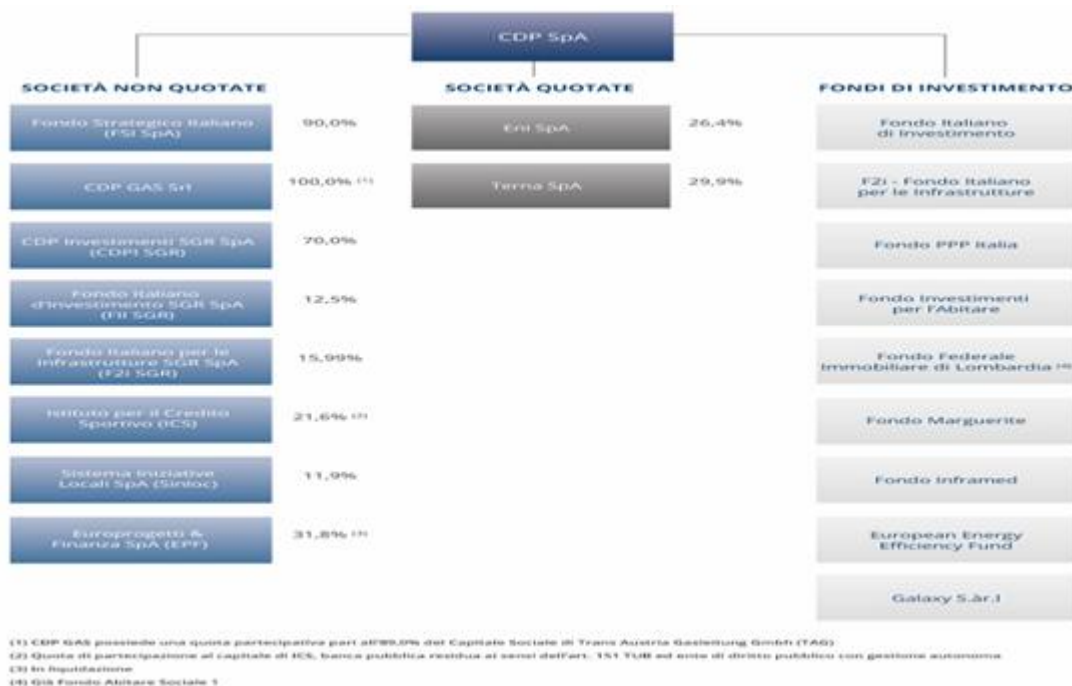 CDP SpA
SOCIETÀ NON QUOTATE
Fondo Strategico Italiano
(FSI SpA)
90,0%
CDP GAS Srl
100,0% (1)
CDP Investimenti SGR SpA
(CDPI SGR)
70,0%
Fondo Italiano
d'Investimento SGR SpA
(FII SGR)
12,5%
Fondo Italiano per le
Infrastrutture SGR SpA
(F2I SGR)
15,99%
Istituto per il Credito
Sportivo (ICS)
21,6% (2)
Sistema Iniziative
Locali SpA (Sinloc)
11,9%
Europrogetti &
Finanza SpA (EPF)
31,8% (3)
SOCIETÀ QUOTATE
Eni SpA
26,4%
Terna SpA
29,9%
FONDI DI INVESTIMENTO
Fondo Italiano
di Investimento
F2i - Fondo Italiano
per le Infrastrutture
Fondo PPP Italia
Fondo Investimenti
per l'Abitare
Fondo Federale
Immobiliare di Lombardia (4)
Fondo Marguerite
Fondo Inframed
European Energy
Efficiency Fund
Galaxy S.àr.l
(1) CDP GAS possiede una quota partecipativa pari all'89,0% del Capitale Sociale di Trans Austria Gasleitung Gmbh (TAG)
(2) Quota di partecipazione al capitale di ICS, banca pubblica residua ai sensi dell'art. 151 TUB ed ente di diritto pubblico con gestione autonoma
(3) In liquidazione
(4) Già Fondo Abitare Sociale 1